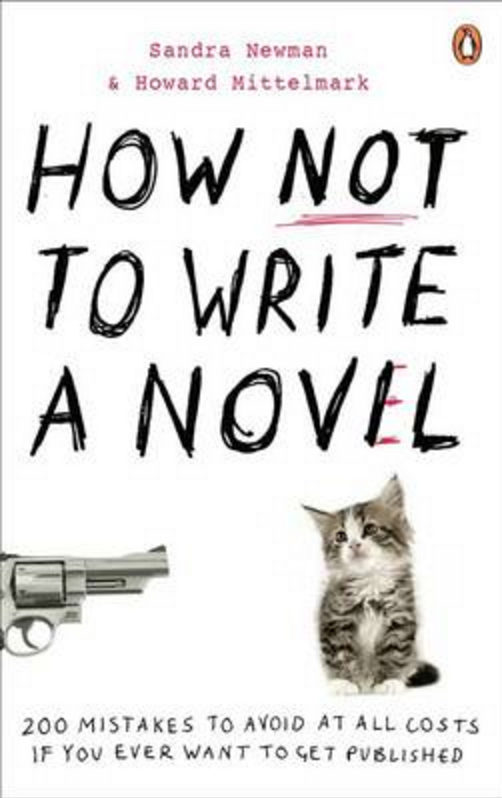 Sandra Newman
& Howard Mittelmark
HOW NOT
TO WRITE
A NOVEL
200 MISTAKES TO AVOID AT ALL COSTS
IF YOU EVER WANT TO GET PUBLISHED